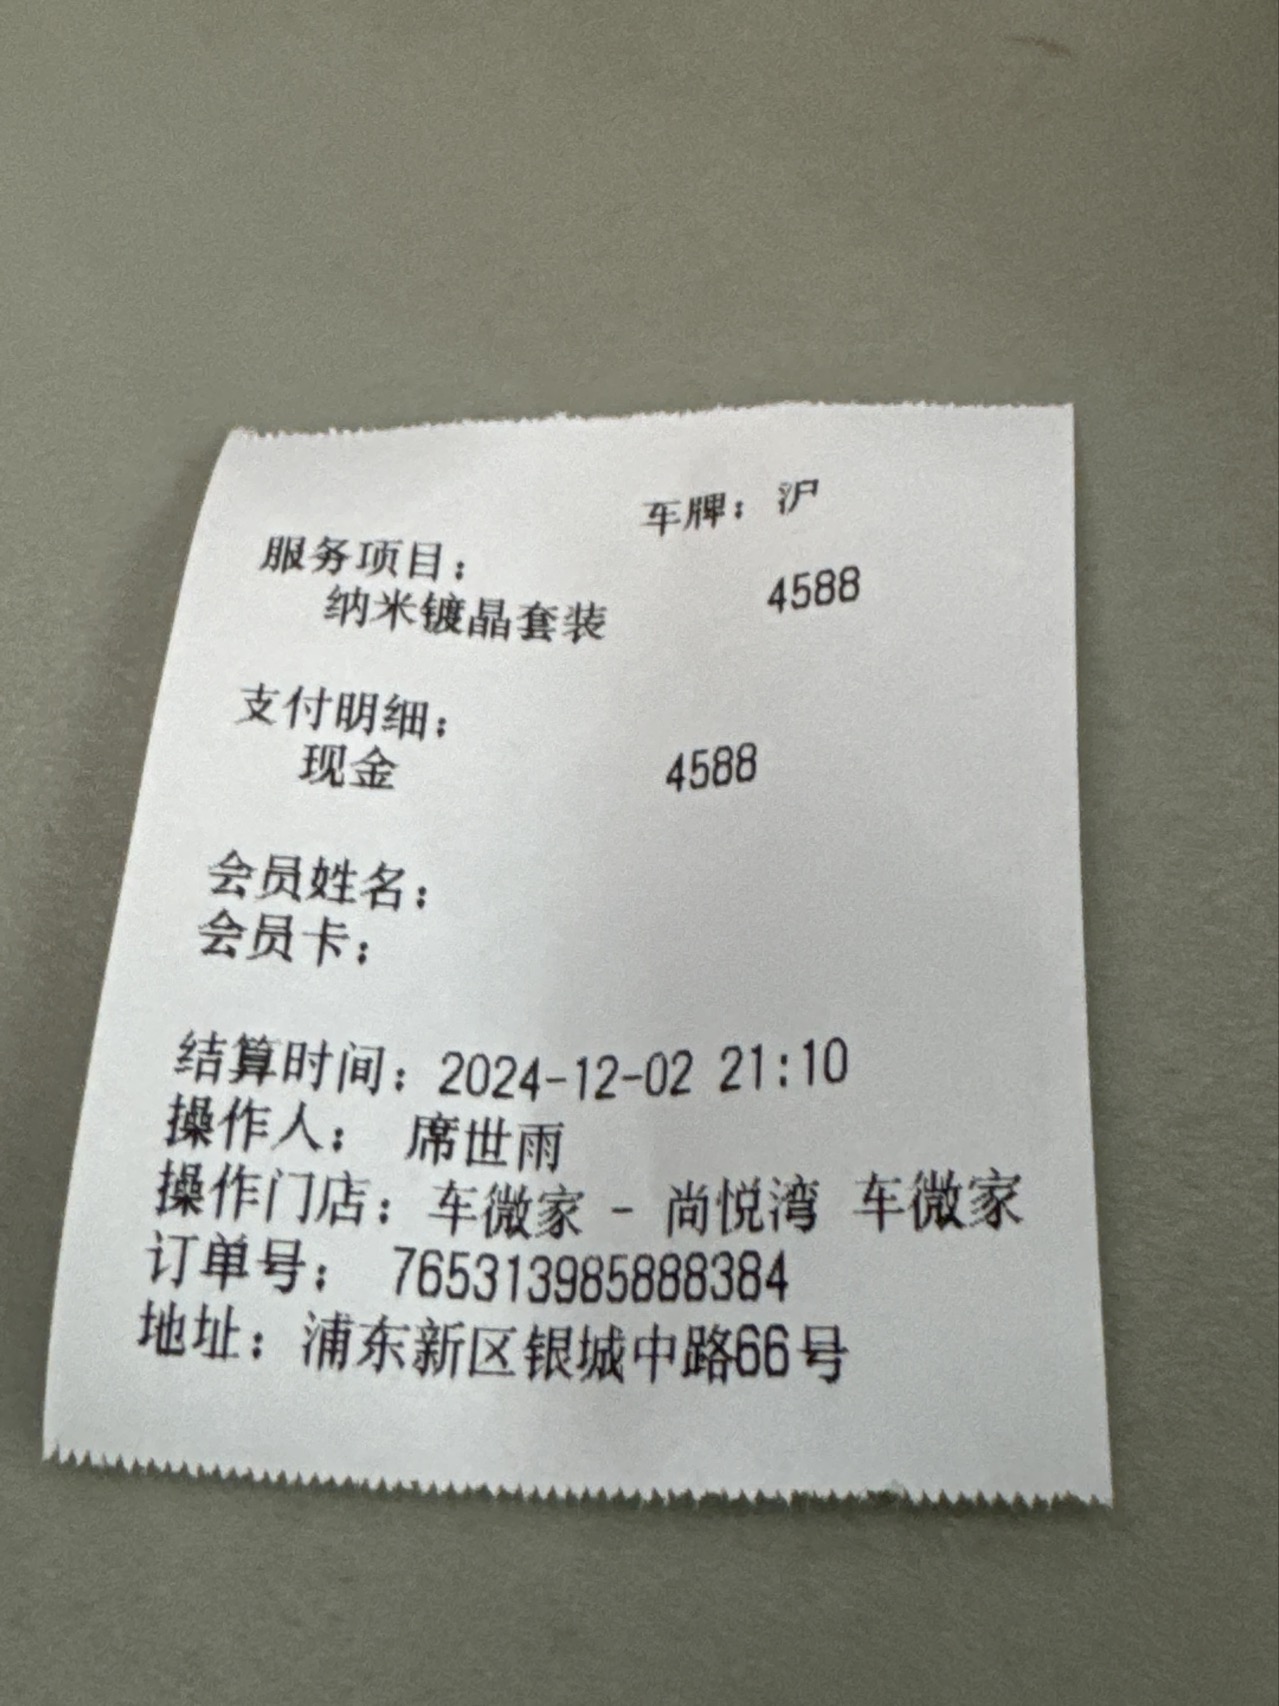 车牌：沪
服务项目：
纳米镀晶套装 4588
支付明细：
现金 4588
会员姓名：
会员卡：
结算时间：2024-12-02 21:10
操作人： 席世雨
操作门店：车微家 - 尚悦湾 车微家
订单号： 765313985888384
地址：浦东新区银城中路66号